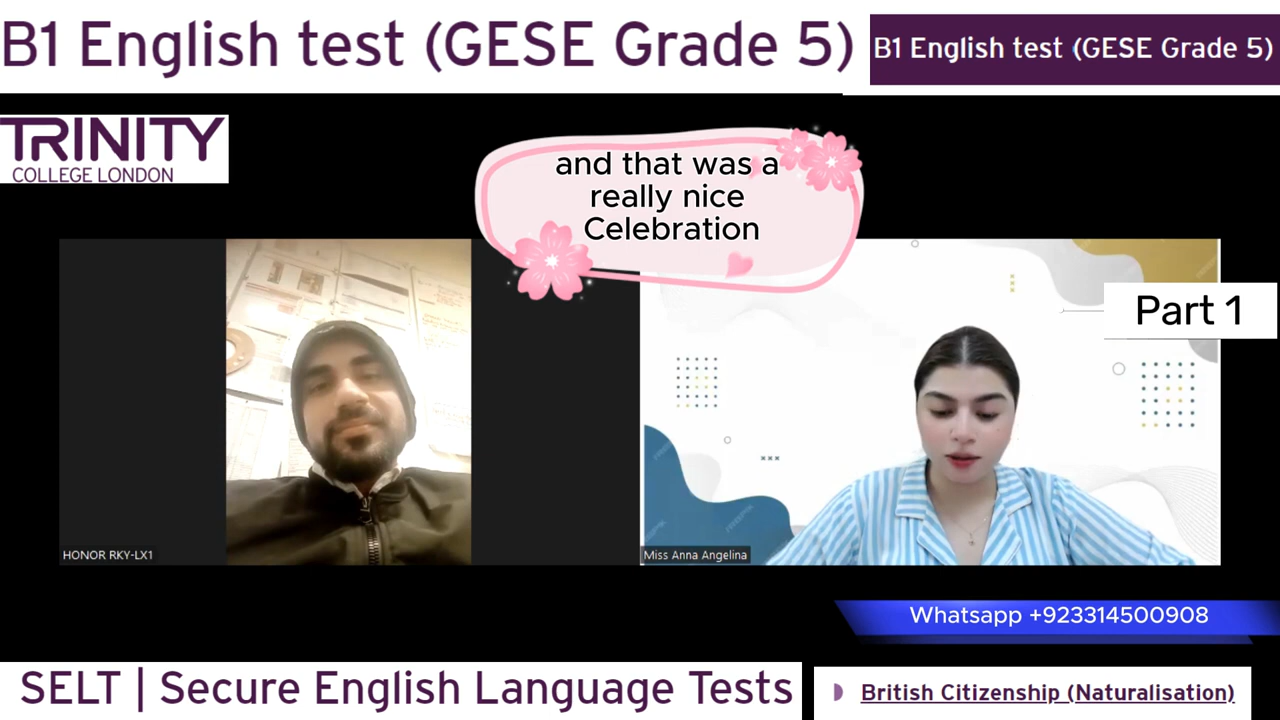 B1 English test (GESE Grade 5)
B1 English test (GESE Grade 5)
TRINITY
COLLEGE LONDON
and that was a
really nice
Celebration
Part 1
HONOR RKY-LX1
Miss Anna Angelina
Whatsapp +923314500908
SELT | Secure English Language Tests
British Citizenship (Naturalisation)